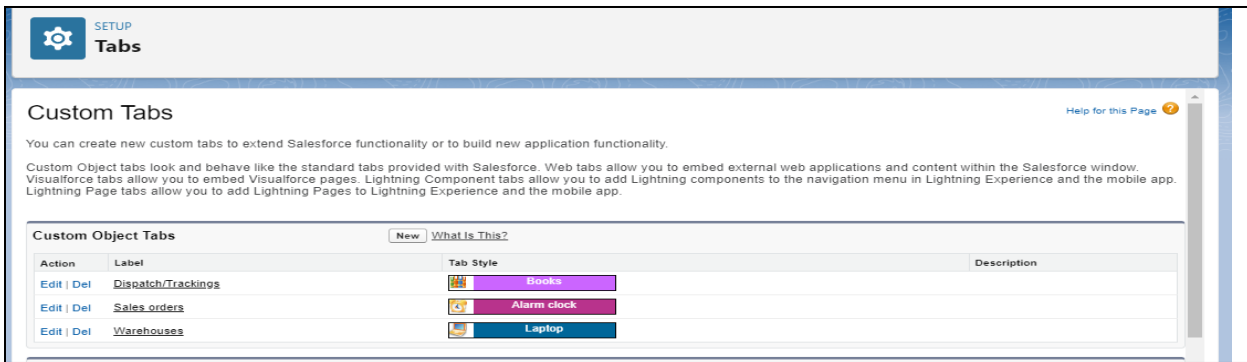 SETUP
Tabs
Custom Tabs
Help for this Page
You can create new custom tabs to extend Salesforce functionality or to build new application functionality.
Custom Object tabs look and behave like the standard tabs provided with Salesforce. Web tabs allow you to embed external web applications and content within the Salesforce window.
Visualforce tabs allow you to embed Visualforce pages. Lightning Component tabs allow you to add Lightning components to the navigation menu in Lightning Experience and the mobile app.
Lightning Page tabs allow you to add Lightning Pages to Lightning Experience and the mobile app.
Custom Object Tabs New What Is This?
Action Label Tab Style Description
Edit | Del Dispatch/Trackings Books
Edit | Del Sales orders Alarm clock
Edit | Del Warehouses Laptop